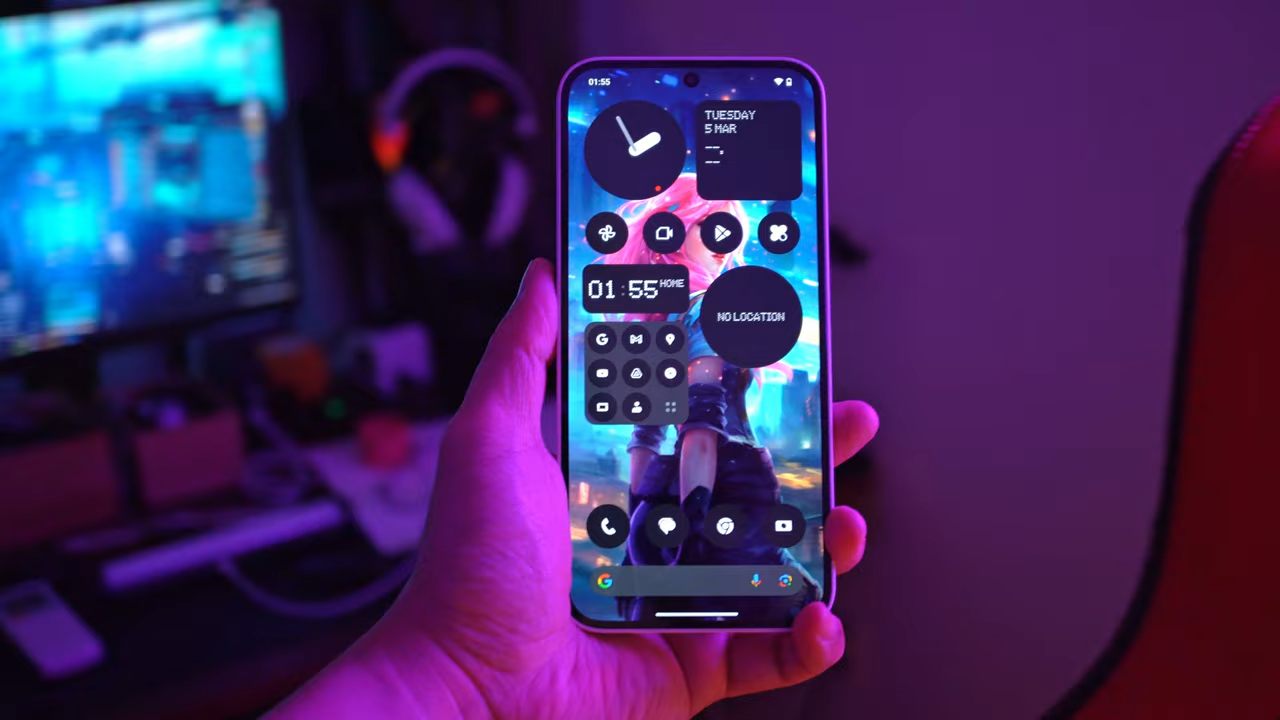 01:55
TUESDAY
5 MAR
--°
--
01:55 HOME
NO LOCATION